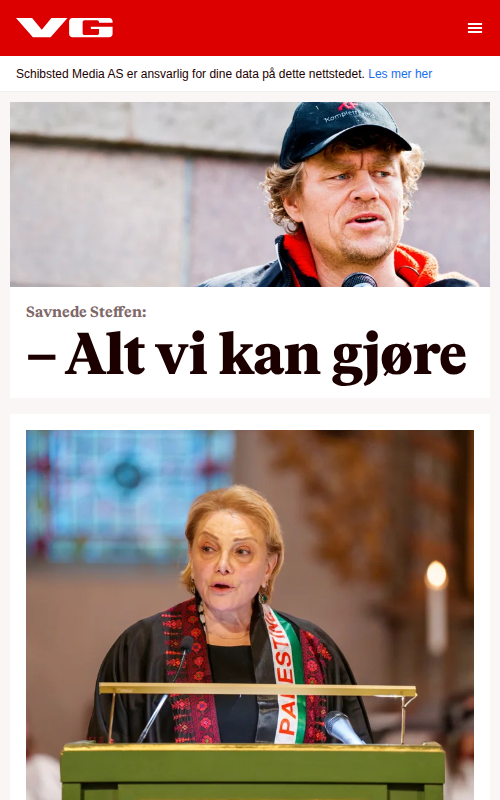 VG
Schibsted Media AS er ansvarlig for dine data på dette nettstedet. Les mer her
Savnede Steffen:
– Alt vi kan gjøre
PALESTINE